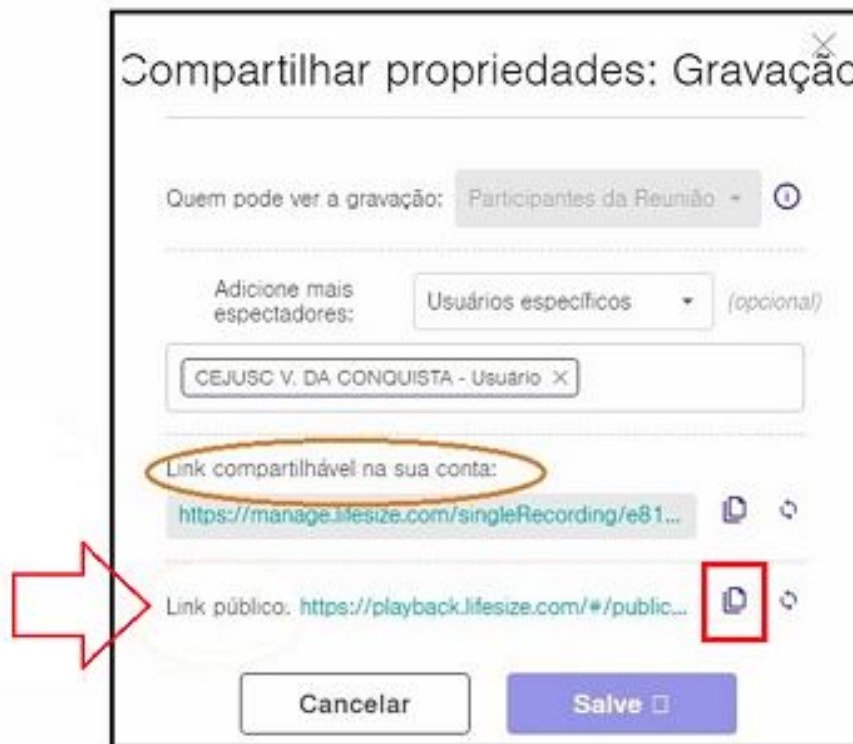 Compartilhar propriedades: Gravação
Quem pode ver a gravação: Participantes da Reunião
Adicione mais
espectadores:
Usuários específicos
(opcional)
CEJUSC V. DA CONQUISTA - Usuário ×
Link compartilhável na sua conta:
https://manage.lifesize.com/singleRecording/e81...
Link público: https://playback.lifesize.com/#/public...
Cancelar
Salve